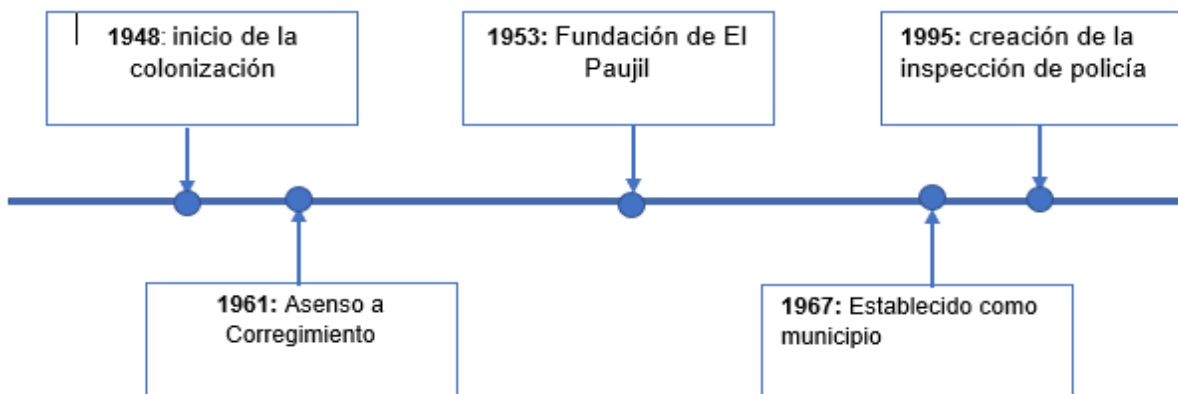 1948: inicio de la
colonización
1953: Fundación de El
Paujil
1995: creación de la
inspección de policía
1961: Asenso a
Corregimiento
1967: Establecido como
municipio